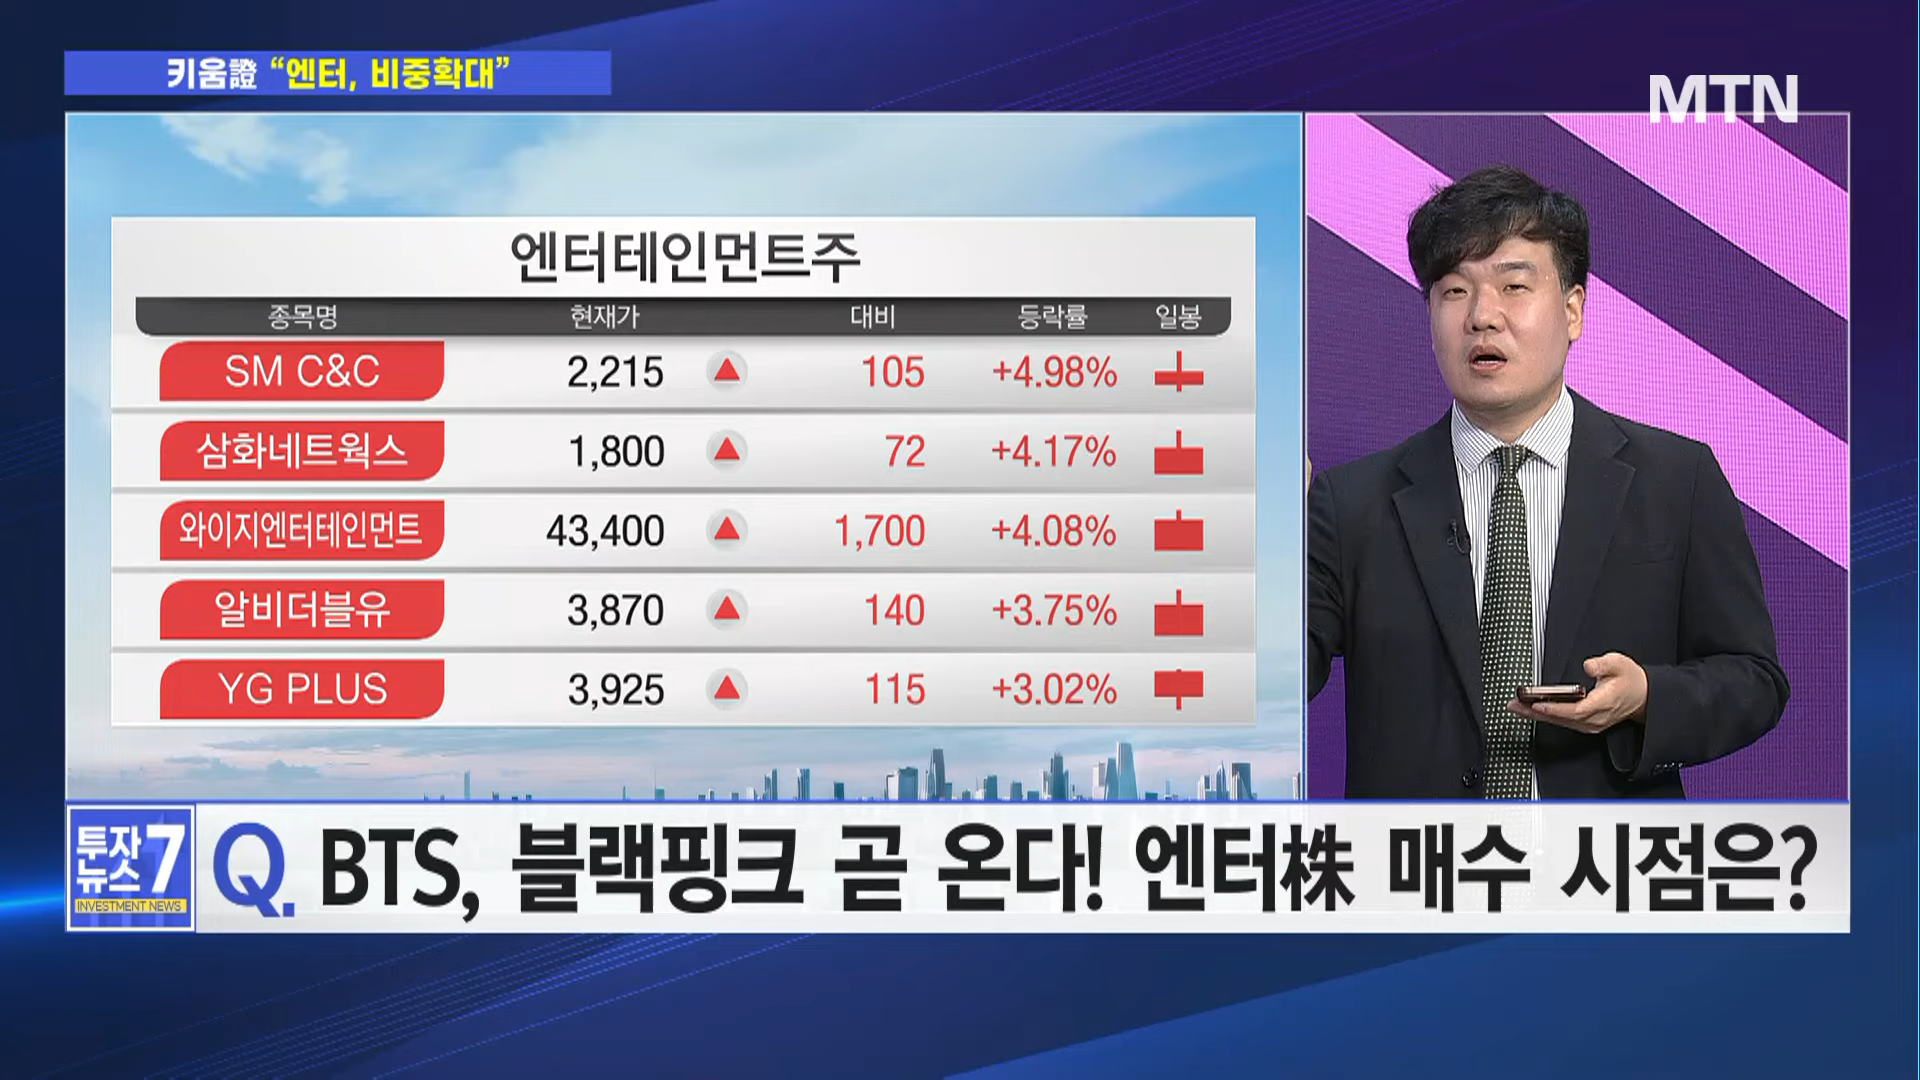 키움證 “엔터, 비중확대”
MTN
엔터테인먼트주
종목명 현재가 대비 등락률 일봉
SM C&C 2,215 ▲ 105 +4.98%
삼화네트웍스 1,800 ▲ 72 +4.17%
와이지엔터테인먼트 43,400 ▲ 1,700 +4.08%
알비더블유 3,870 ▲ 140 +3.75%
YG PLUS 3,925 ▲ 115 +3.02%
투자
뉴스 7
INVESTMENT NEWS
Q. BTS, 블랙핑크 곧 온다! 엔터株 매수 시점은?